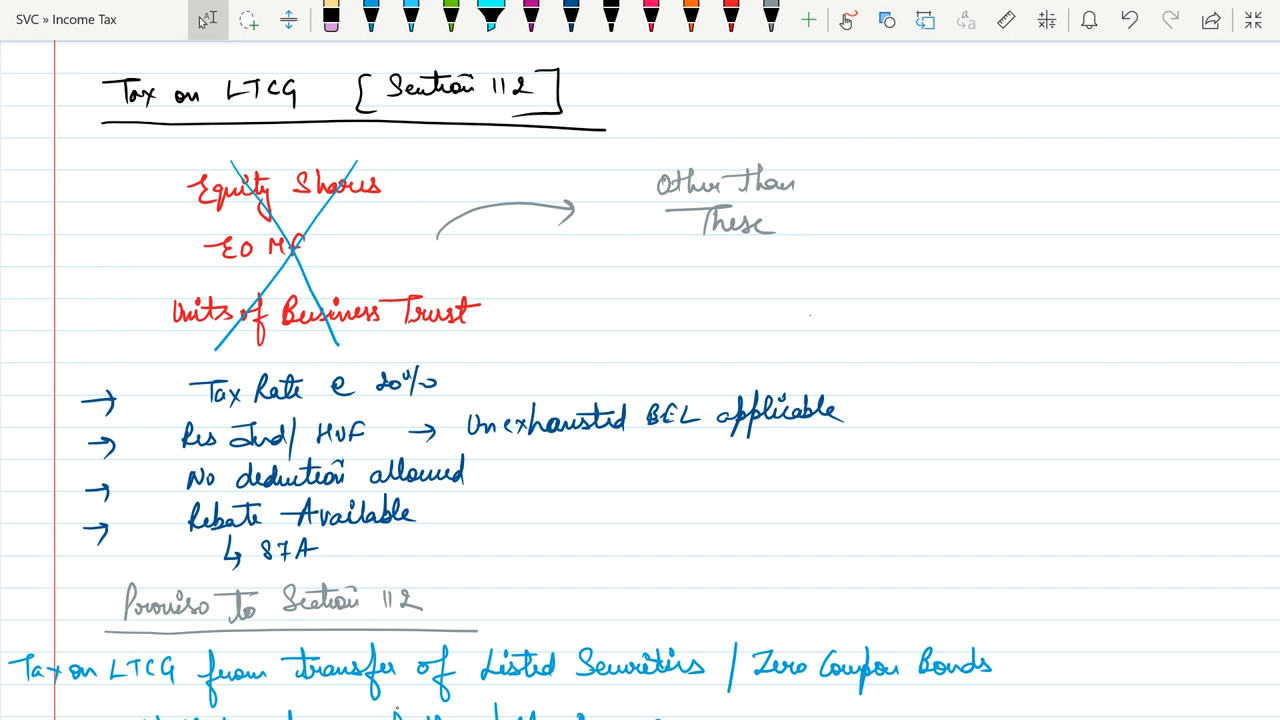 SVC » Income Tax
Tax on LTCG [Section 112]
Equity Shares
EO MF
Units of Business Trust
Other Than
These
→ Tax Rate @ 20%
→ Res Ind/ HUF → Unexhausted BEL applicable
→ No deduction allowed
→ Rebate Available
↳ 87A
Proviso to Section 112
Tax on LTCG from transfer of Listed Securities / Zero Coupon Bonds